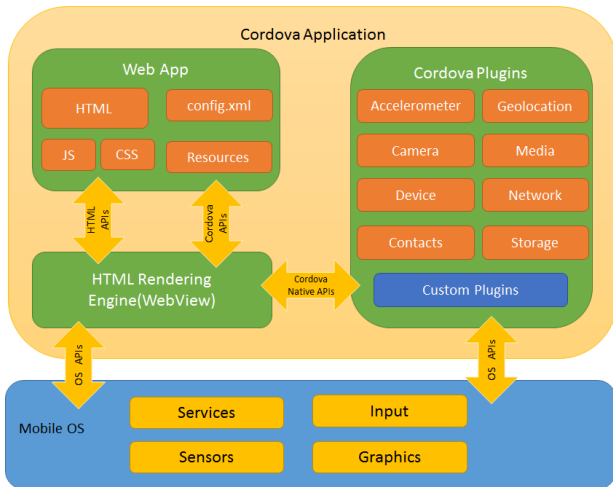 Cordova Application
Web App
HTML
config.xml
JS
CSS
Resources
HTML
APIs
Cordova
APIs
HTML Rendering
Engine(WebView)
Cordova
Native APIs
Cordova Plugins
Accelerometer
Geolocation
Camera
Media
Device
Network
Contacts
Storage
Custom Plugins
OS APIs
OS APIs
Mobile OS
Services
Input
Sensors
Graphics